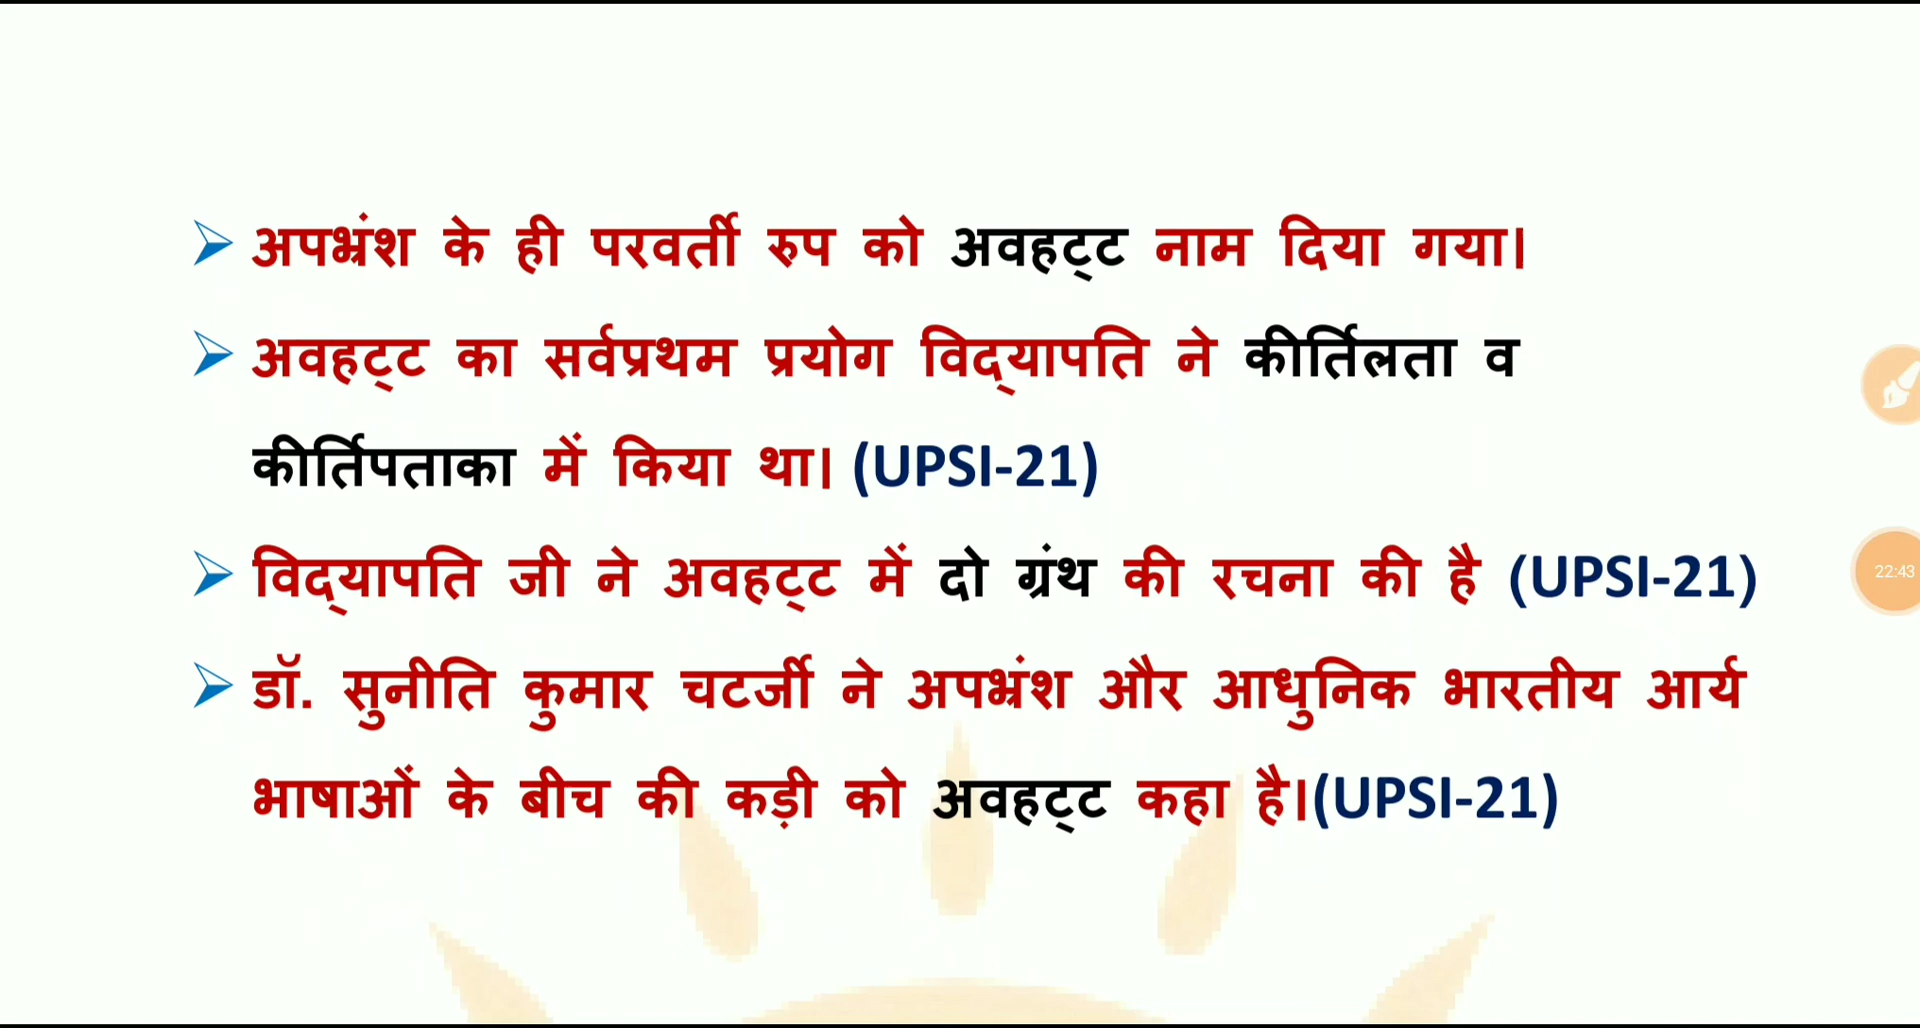 ➢ अपभ्रंश के ही परवर्ती रुप को अवहट्ट नाम दिया गया।
➢ अवहट्ट का सर्वप्रथम प्रयोग विद्यापति ने कीर्तिलता व
कीर्तिपताका में किया था। (UPSI-21)
➢ विद्यापति जी ने अवहट्ट में दो ग्रंथ की रचना की है (UPSI-21)
➢ डॉ. सुनीति कुमार चटर्जी ने अपभ्रंश और आधुनिक भारतीय आर्य
भाषाओं के बीच की कड़ी को अवहट्ट कहा है।(UPSI-21)
22:43